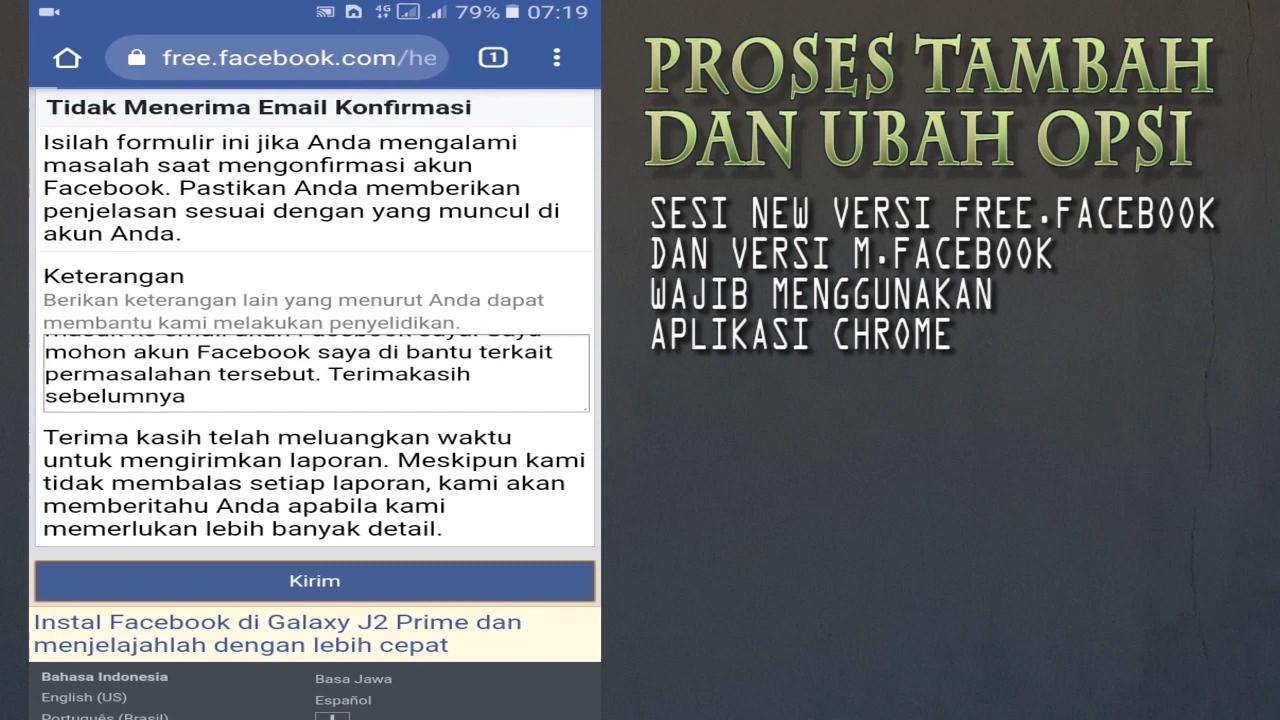 79% 07:19
free.facebook.com/he
1
Tidak Menerima Email Konfirmasi
Isilah formulir ini jika Anda mengalami
masalah saat mengonfirmasi akun
Facebook. Pastikan Anda memberikan
penjelasan sesuai dengan yang muncul di
akun Anda.
Keterangan
Berikan keterangan lain yang menurut Anda dapat
membantu kami melakukan penyelidikan.
mohon akun Facebook saya di bantu terkait
permasalahan tersebut. Terimakasih
sebelumnya
Terima kasih telah meluangkan waktu
untuk mengirimkan laporan. Meskipun kami
tidak membalas setiap laporan, kami akan
memberitahu Anda apabila kami
memerlukan lebih banyak detail.
Kirim
Instal Facebook di Galaxy J2 Prime dan
menjelajahlah dengan lebih cepat
Bahasa Indonesia
Basa Jawa
English (US)
Español
Português (Brasil)
PROSES TAMBAH
DAN UBAH OPSI
SESI NEW VERSI FREE.FACEBOOK
DAN VERSI M.FACEBOOK
WAJIB MENGGUNAKAN
APLIKASI CHROME